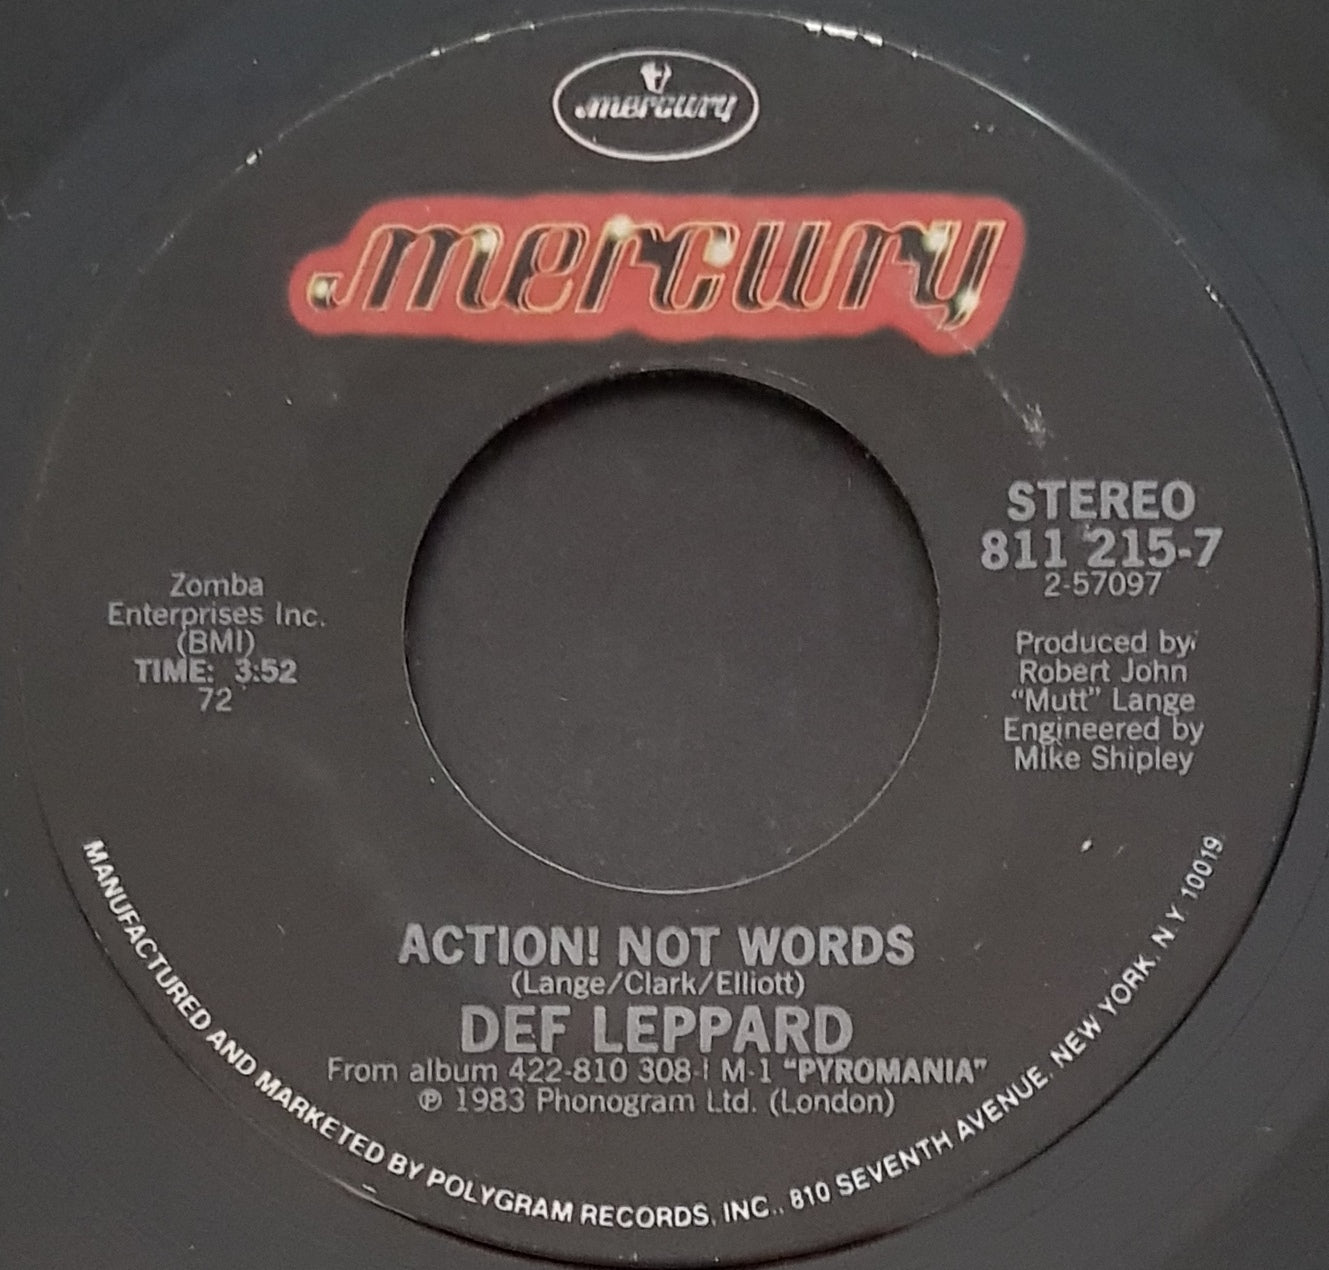 mercury
mercury
STEREO
811 215-7
2-57097
Zomba
Enterprises Inc.
(BMI)
TIME: 3:52
72
Produced by
Robert John
"Mutt" Lange
Engineered by
Mike Shipley
ACTION! NOT WORDS
(Lange/Clark/Elliott)
DEF LEPPARD
From album 422-810 308-1 M-1 "PYROMANIA"
℗ 1983 Phonogram Ltd. (London)
MANUFACTURED AND MARKETED BY POLYGRAM RECORDS, INC., 810 SEVENTH AVENUE, NEW YORK, N.Y. 10019